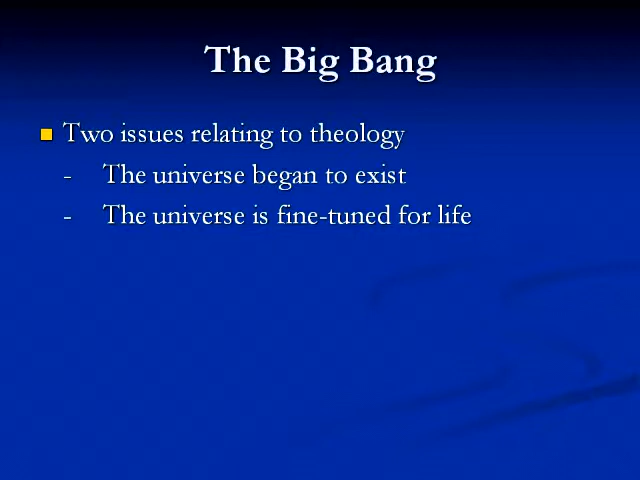 The Big Bang
Two issues relating to theology
- The universe began to exist
- The universe is fine-tuned for life